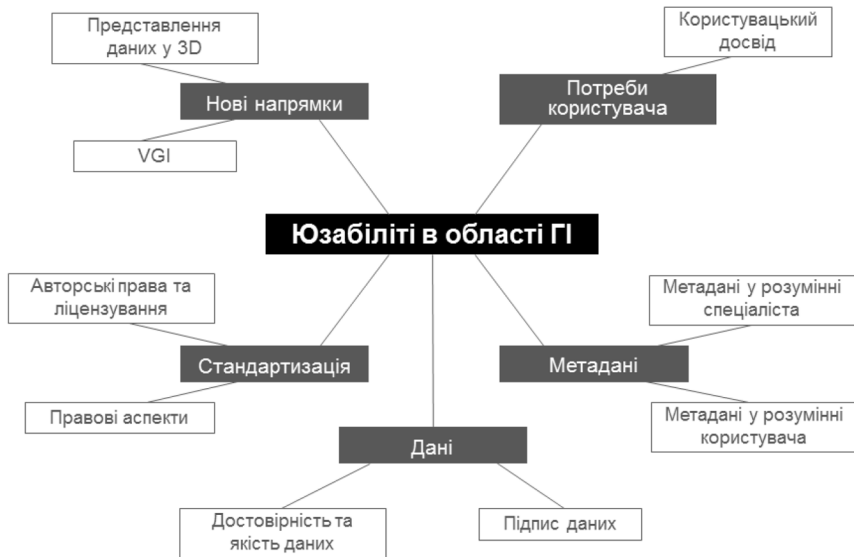 Представлення
даних у 3D
Користувацький
досвід
Нові напрямки
Потреби
користувача
VGI
Юзабіліті в області ГІ
Авторські права та
ліцензування
Метадані у розумінні
спеціаліста
Стандартизація
Метадані
Правові аспекти
Метадані у розумінні
користувача
Дані
Достовірність та
якість даних
Підпис даних